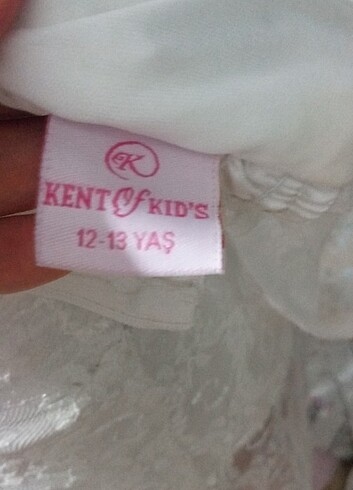 K
KENT Of KID'S
12-13 YAŞ